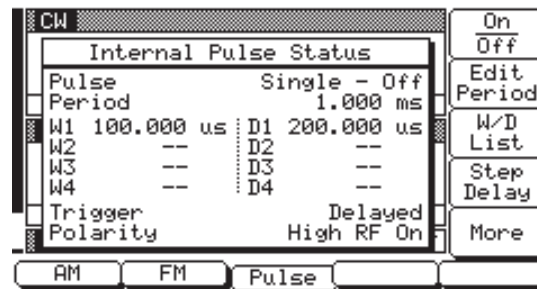 CW
Internal Pulse Status
Pulse Single - Off
Period 1.000 ms
W1 100.000 us D1 200.000 us
W2 -- D2 --
W3 -- D3 --
W4 -- D4 --
Trigger Delayed
Polarity High RF On
On
Off
Edit
Period
W/D
List
Step
Delay
More
AM FM Pulse